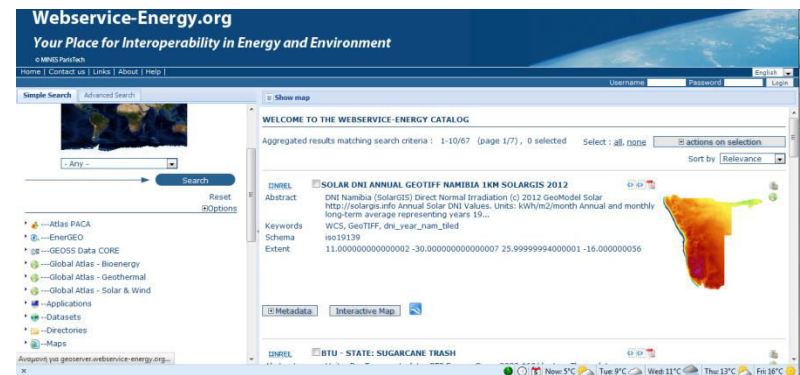 Webservice-Energy.org
Your Place for Interoperability in Energy and Environment
© MINES ParisTech
Home | Contact us | Links | About | Help |
English
Username Password Login
Simple Search Advanced Search
- Any -
Search
Reset
Options
---Atlas PACA
---EnerGEO
---GEOSS Data CORE
---Global Atlas - Bioenergy
---Global Atlas - Geothermal
---Global Atlas - Solar & Wind
--Applications
--Datasets
--Directories
--Maps
Αναμονή για geoserver.webservice-energy.org...
Show map
WELCOME TO THE WEBSERVICE-ENERGY CATALOG
Aggregated results matching search criteria : 1-10/67 (page 1/7) , 0 selected Select : all, none actions on selection
Sort by Relevance
NREL SOLAR DNI ANNUAL GEOTIFF NAMIBIA 1KM SOLARGIS 2012
Abstract DNI Namibia (SolarGIS) Direct Normal Irradiation (c) 2012 GeoModel Solar
http://solargis.info Annual Solar DNI Values. Units: kWh/m2/month Annual and monthly
long-term average representing years 19...
Keywords WCS, GeoTIFF, dni_year_nam_tiled
Schema iso19139
Extent 11.000000000000002 -30.000000000000007 25.99999994000001 -16.000000056
Metadata Interactive Map
NREL BTU - STATE: SUGARCANE TRASH
Now: 5°C Tue: 9°C Wed: 11°C Thu: 13°C Fri: 16°C